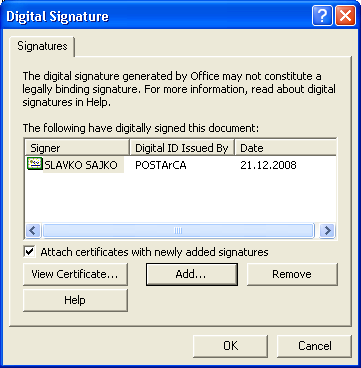 Digital Signature
Signatures
The digital signature generated by Office may not constitute a
legally binding signature. For more information, read about digital
signatures in Help.
The following have digitally signed this document:
Signer Digital ID Issued By Date
SLAVKO SAJKO POSTArCA 21.12.2008
Attach certificates with newly added signatures
View Certificate... Add... Remove
Help
OK Cancel